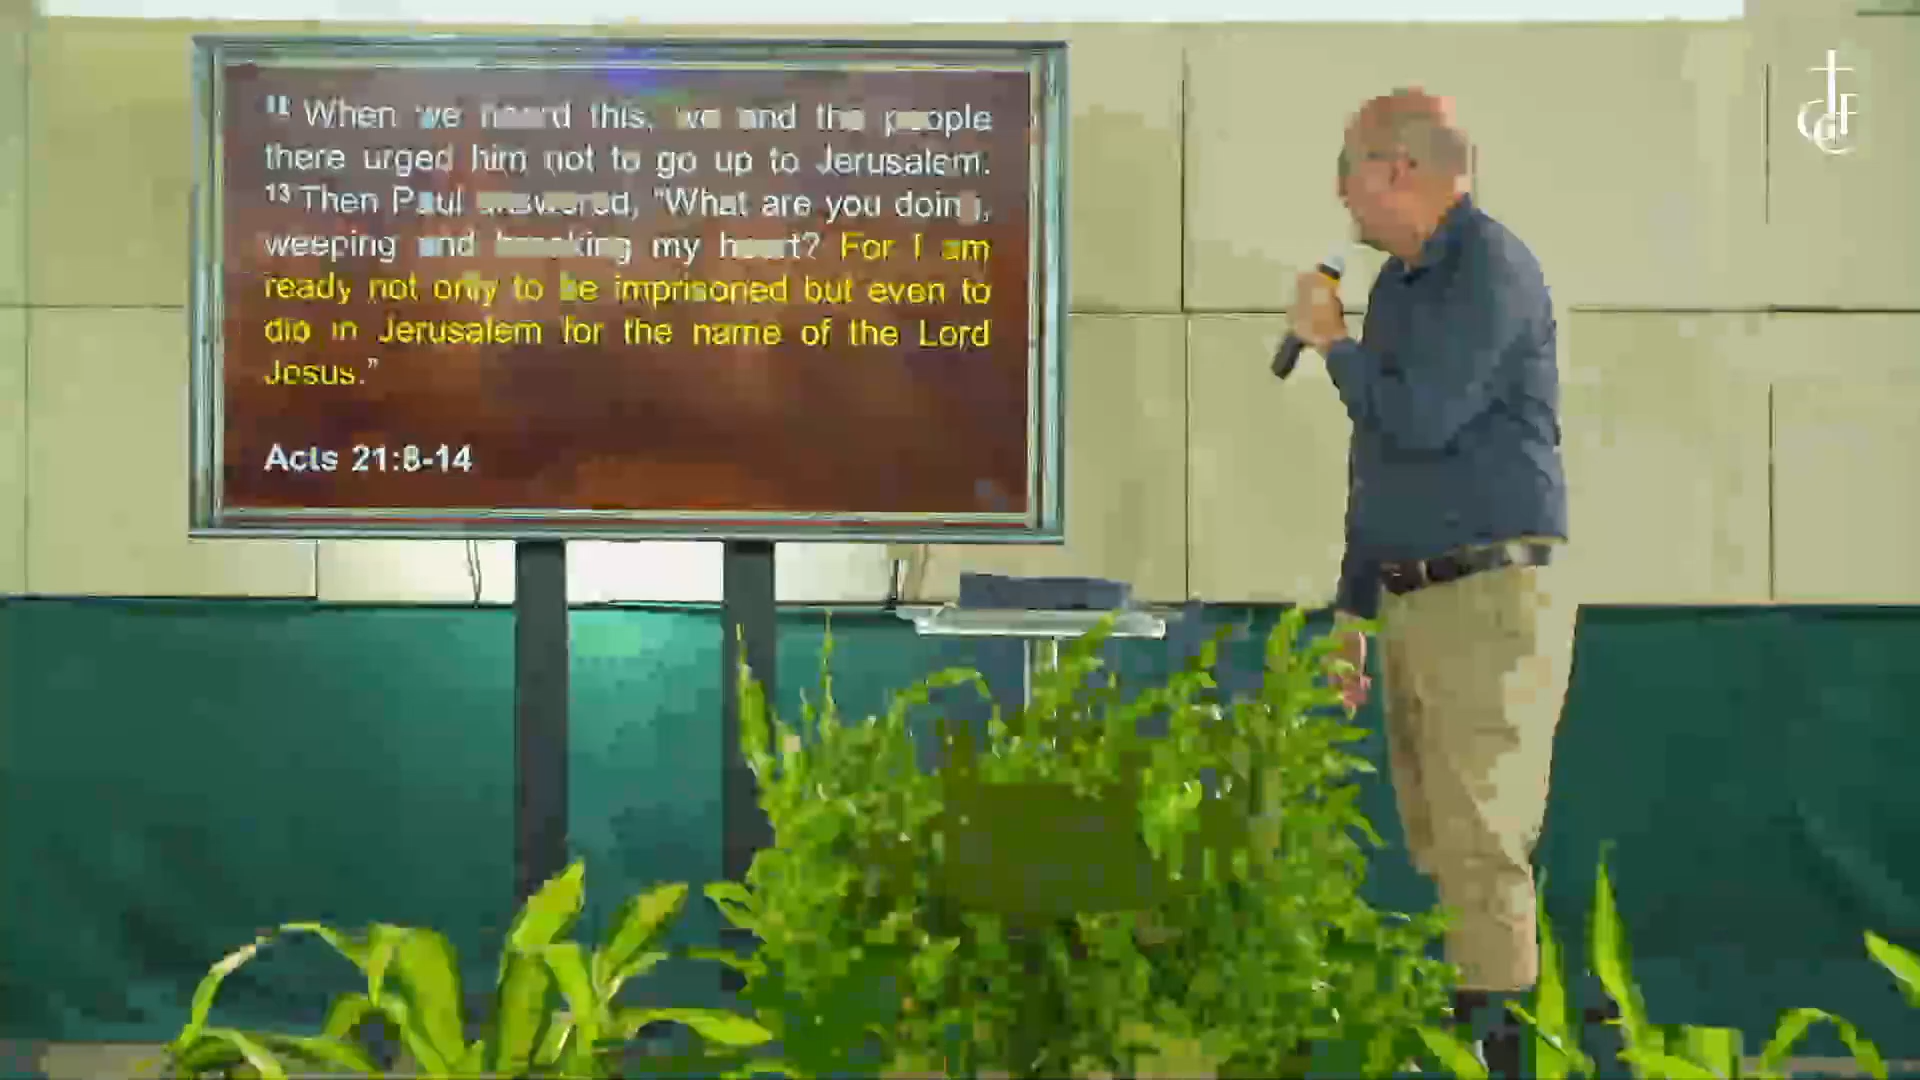 When we heard this, we and the people
there urged him not to go up to Jerusalem.
13 Then Paul answered, "What are you doing,
weeping and breaking my heart? For I am
ready not only to be imprisoned but even to
die in Jerusalem for the name of the Lord
Jesus."
Acts 21:8-14